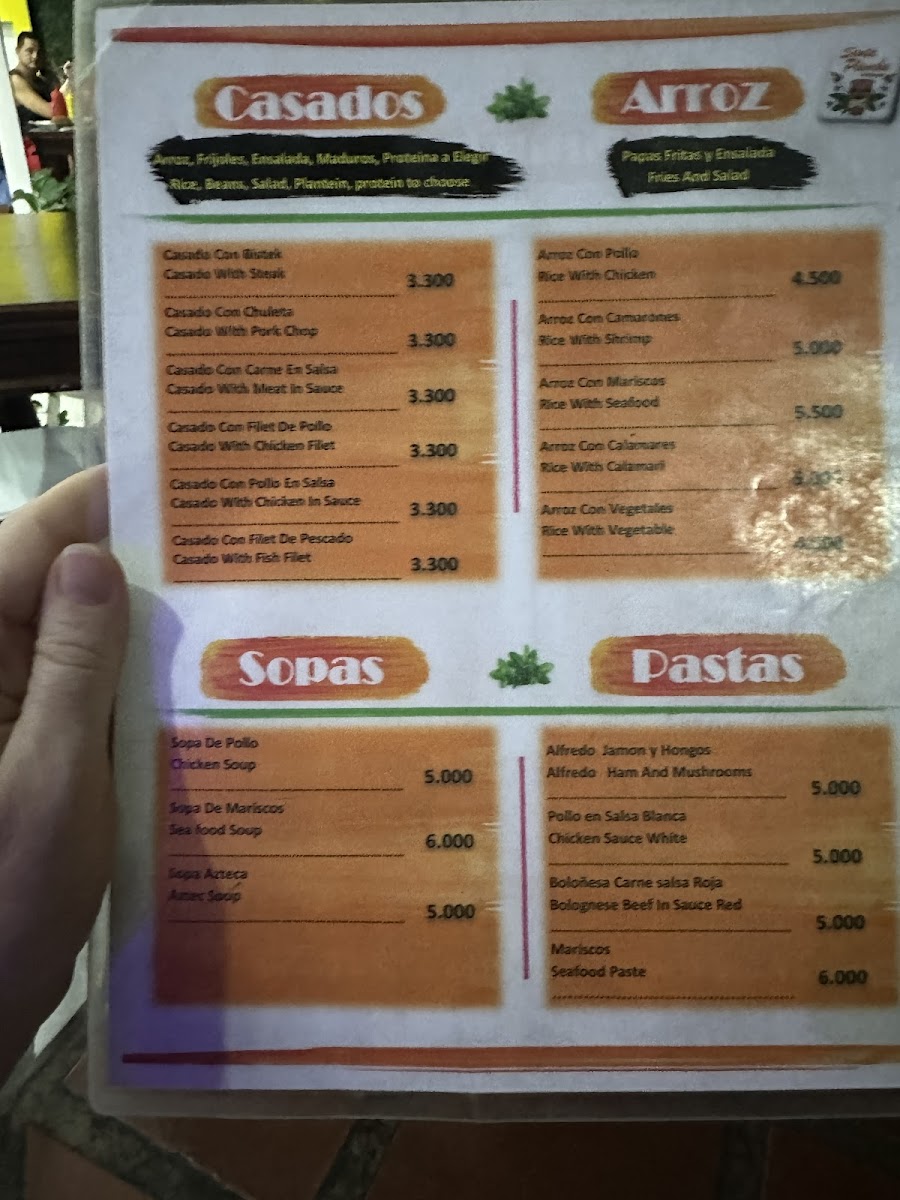 Casados
Arroz, Frijoles, Ensalada, Maduros, Proteina a Elegir
Rice, Beans, Salad, Plantein, protein to choose
Casado Con Bistek
Casado With Steak
3.300
Casado Con Chuleta
Casado With Pork Chop
3.300
Casado Con Carne En Salsa
Casado With Meat In Sauce
3.300
Casado Con Filet De Pollo
Casado With Chicken Filet
3.300
Casado Con Pollo En Salsa
Casado With Chicken In Sauce
3.300
Casado Con Filet De Pescado
Casado With Fish Filet
3.300
Arroz
Papas Fritas y Ensalada
Fries And Salad
Arroz Con Pollo
Rice With Chicken
4.500
Arroz Con Camarones
Rice With Shrimp
5.000
Arroz Con Mariscos
Rice With Seafood
5.500
Arroz Con Calamares
Rice With Calamari
Arroz Con Vegetales
Rice With Vegetable
Sopas
Sopa De Pollo
Chicken Soup
5.000
Sopa De Mariscos
Sea food Soup
6.000
Sopa Azteca
Aztec Soup
5.000
Pastas
Alfredo Jamon y Hongos
Alfredo Ham And Mushrooms
5.000
Pollo en Salsa Blanca
Chicken Sauce White
5.000
Boloñesa Carne salsa Roja
Bolognese Beef In Sauce Red
5.000
Mariscos
Seafood Paste
6.000